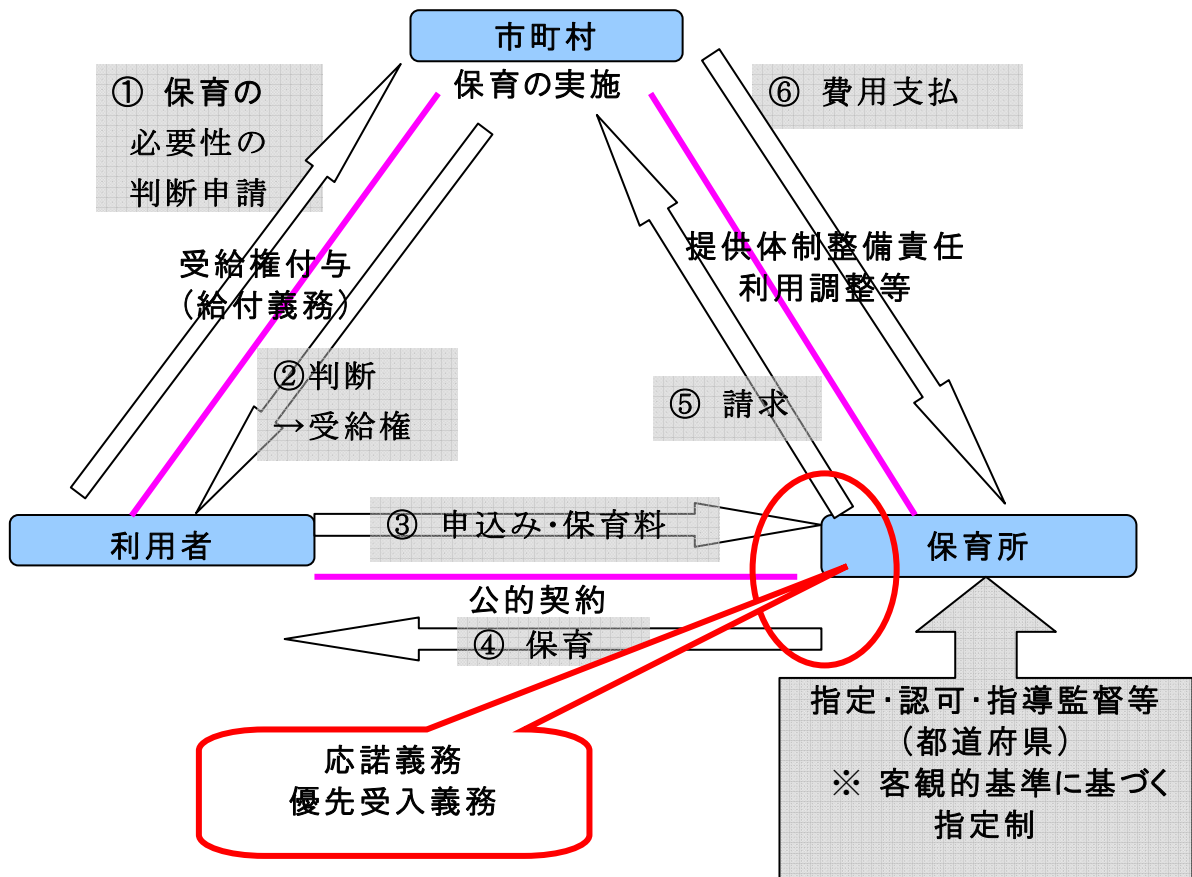 市町村
保育の実施
① 保育の
必要性の
判断申請
⑥ 費用支払
受給権付与
（給付義務）
提供体制整備責任
利用調整等
②判断
→受給権
⑤ 請求
③ 申込み・保育料
利用者
保育所
公的契約
④ 保育
応諾義務
優先受入義務
指定・認可・指導監督等
（都道府県）
※ 客観的基準に基づく
指定制